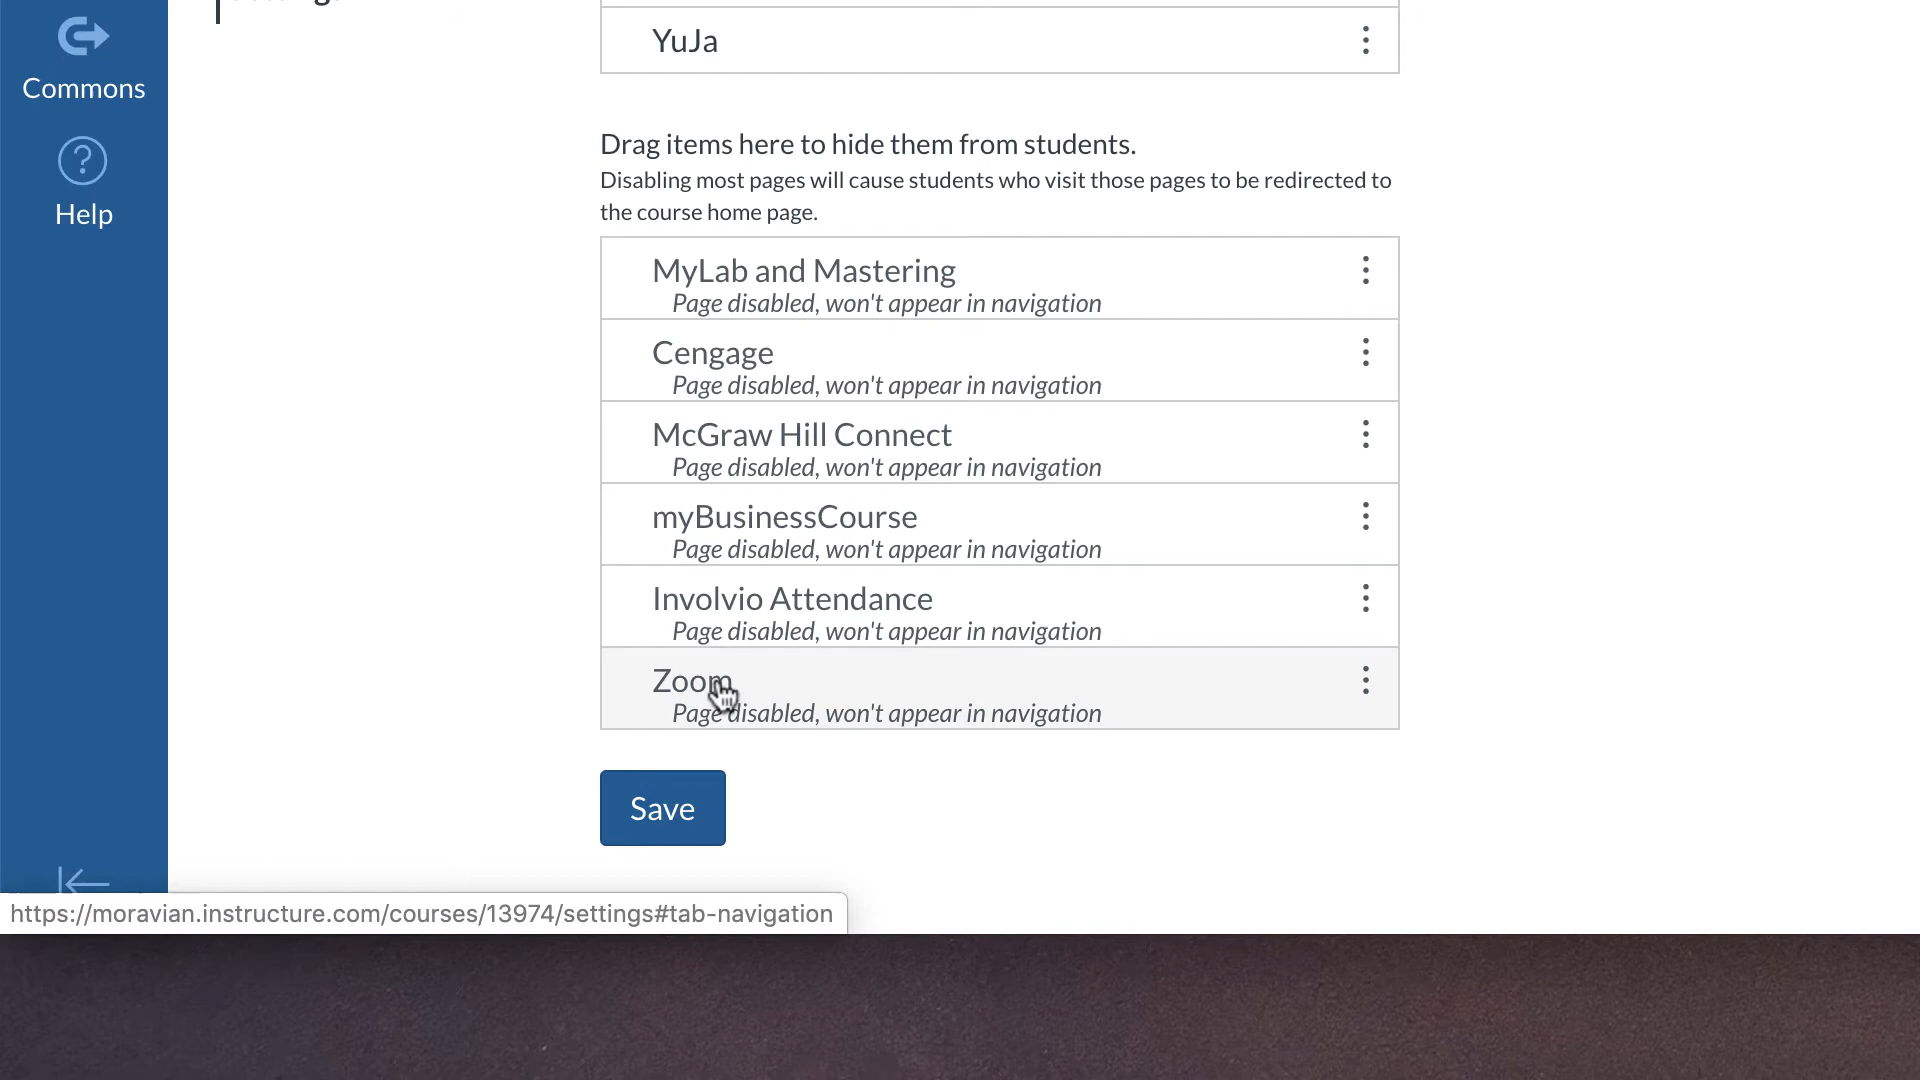 YuJa
Commons
Drag items here to hide them from students.
Disabling most pages will cause students who visit those pages to be redirected to
the course home page.
Help
MyLab and Mastering
Page disabled, won't appear in navigation
Cengage
Page disabled, won't appear in navigation
McGraw Hill Connect
Page disabled, won't appear in navigation
myBusinessCourse
Page disabled, won't appear in navigation
Involvio Attendance
Page disabled, won't appear in navigation
Zoom
Page disabled, won't appear in navigation
Save
https://moravian.instructure.com/courses/13974/settings#tab-navigation